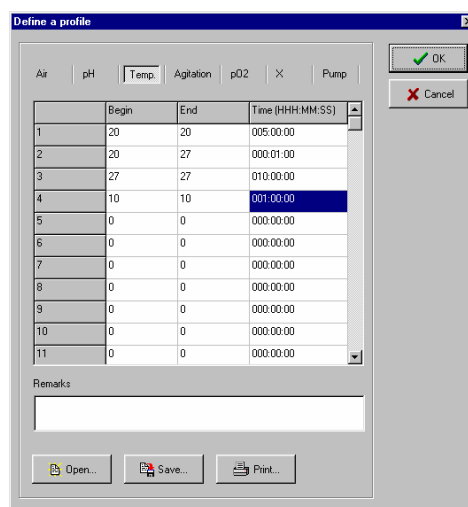 Define a profile
OK
Cancel
Air pH Temp. Agitation pO2 X Pump
Begin End Time (HHH:MM:SS)
1 20 20 005:00:00
2 20 27 000:01:00
3 27 27 010:00:00
4 10 10 001:00:00
5 0 0 000:00:00
6 0 0 000:00:00
7 0 0 000:00:00
8 0 0 000:00:00
9 0 0 000:00:00
10 0 0 000:00:00
11 0 0 000:00:00
Remarks
Open... Save... Print...